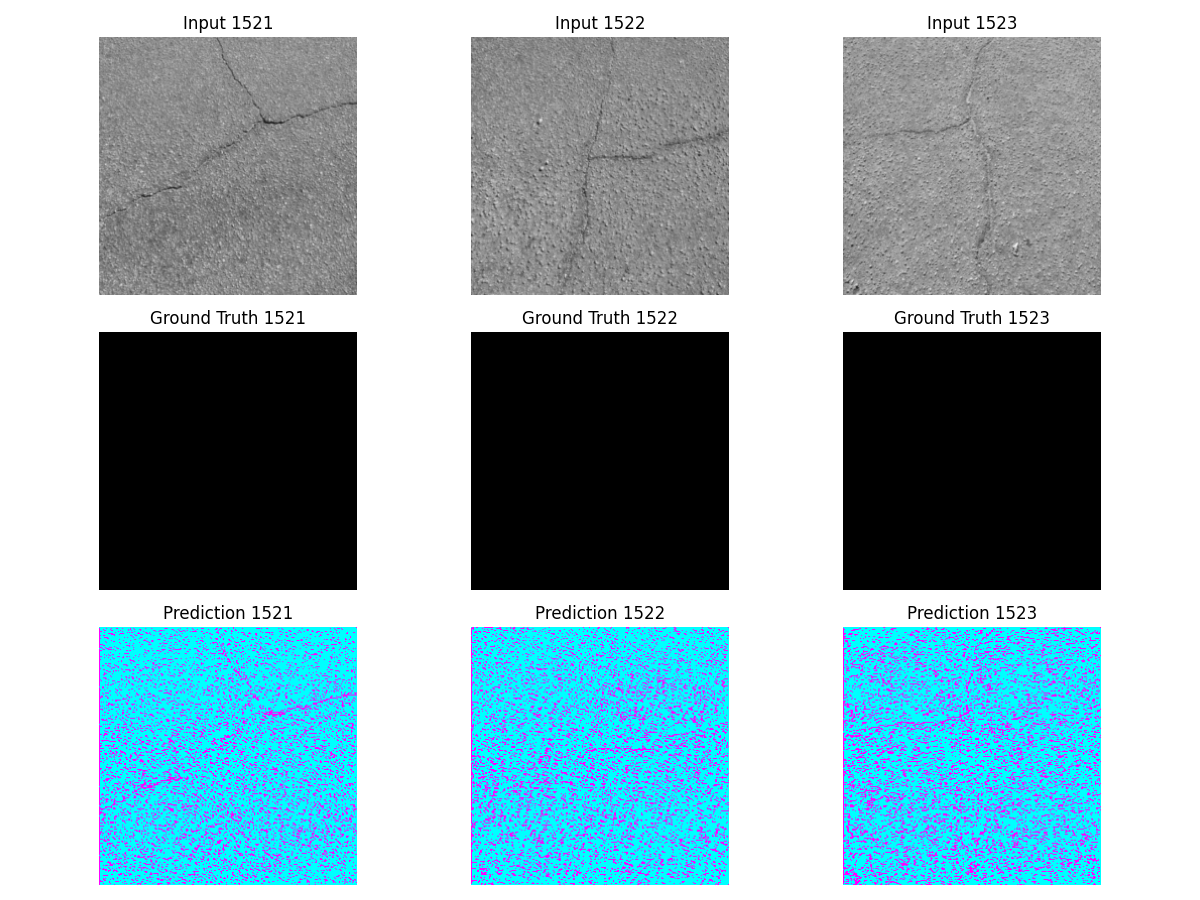 Input 1521
Input 1522
Input 1523
Ground Truth 1521
Ground Truth 1522
Ground Truth 1523
Prediction 1521
Prediction 1522
Prediction 1523